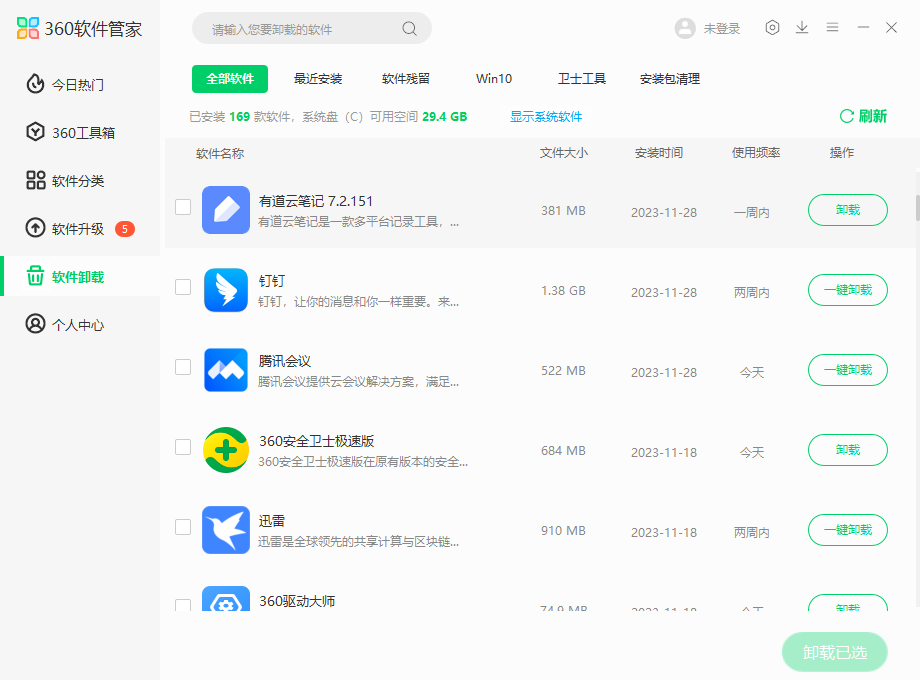 360软件管家
请输入您要卸载的软件
未登录
今日热门
360工具箱
软件分类
软件升级 5
软件卸载
个人中心
全部软件 最近安装 软件残留 Win10 卫士工具 安装包清理
已安装 169 款软件，系统盘（C）可用空间 29.4 GB 显示系统软件 刷新
软件名称 文件大小 安装时间 使用频率 操作
有道云笔记 7.2.151
有道云笔记是一款多平台记录工具，...
381 MB 2023-11-28 一周内 卸载
钉钉
钉钉，让你的消息和你一样重要。来...
1.38 GB 2023-11-28 两周内 一键卸载
腾讯会议
腾讯会议提供云会议解决方案，满足...
522 MB 2023-11-28 今天 一键卸载
360安全卫士极速版
360安全卫士极速版在原有版本的安全...
684 MB 2023-11-18 今天 卸载
迅雷
迅雷是全球领先的共享计算与区块链...
910 MB 2023-11-18 两周内 一键卸载
360驱动大师
74.9 MB 2023-11-18 今天 卸载
卸载已选